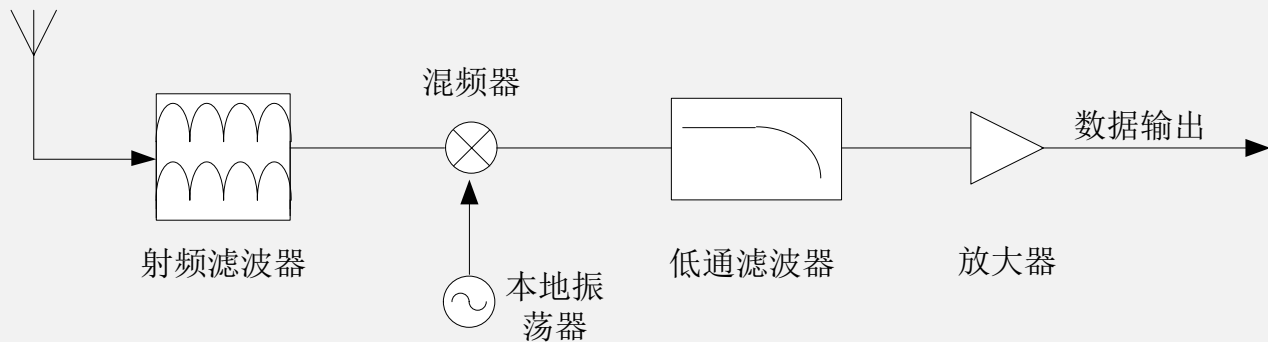 混频器
数据输出
射频滤波器
本地振
荡器
低通滤波器
放大器